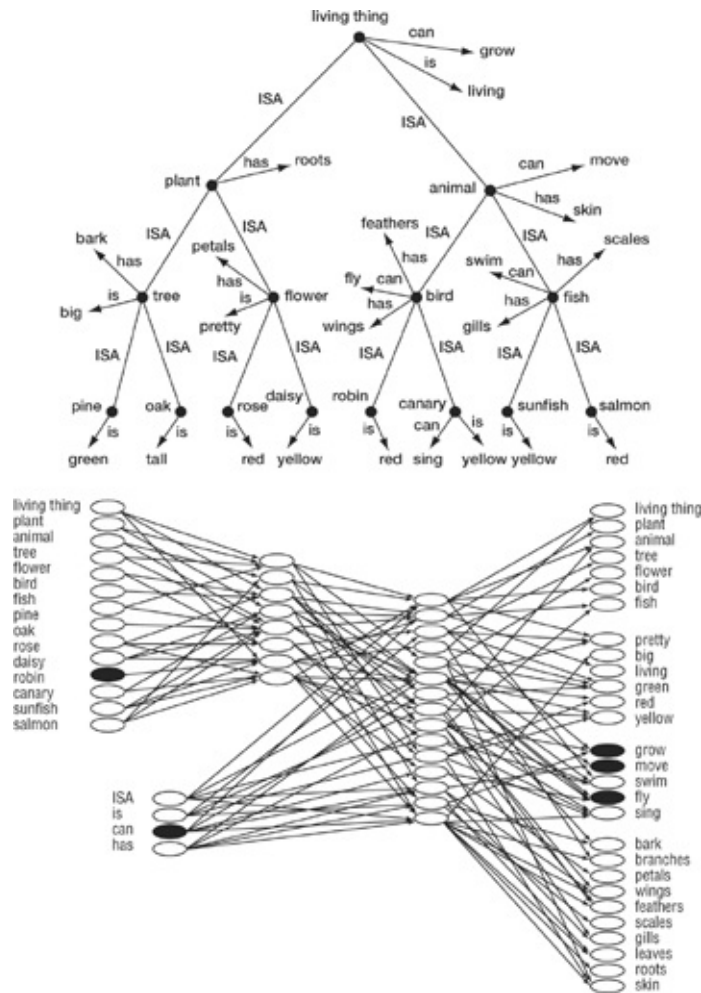 living thing
can
grow
is
living
ISA
ISA
plant
has
roots
animal
can
move
has
skin
bark
ISA
petals
ISA
feathers
ISA
ISA
scales
has
has
has
swim
has
is
tree
is
flower
fly
can
bird
can
fish
big
pretty
wings
has
gills
has
ISA
ISA
ISA
ISA
ISA
ISA
ISA
ISA
pine
oak
rose
daisy
robin
canary
sunfish
salmon
is
is
is
is
is
can
is
is
is
green
tall
red
yellow
red
sing
yellow
yellow
red
living thing
plant
animal
tree
flower
bird
fish
pine
oak
rose
daisy
robin
canary
sunfish
salmon
ISA
is
can
has
living thing
plant
animal
tree
flower
bird
fish
pretty
big
living
green
red
yellow
grow
move
swim
fly
sing
bark
branches
petals
wings
feathers
scales
gills
leaves
roots
skin